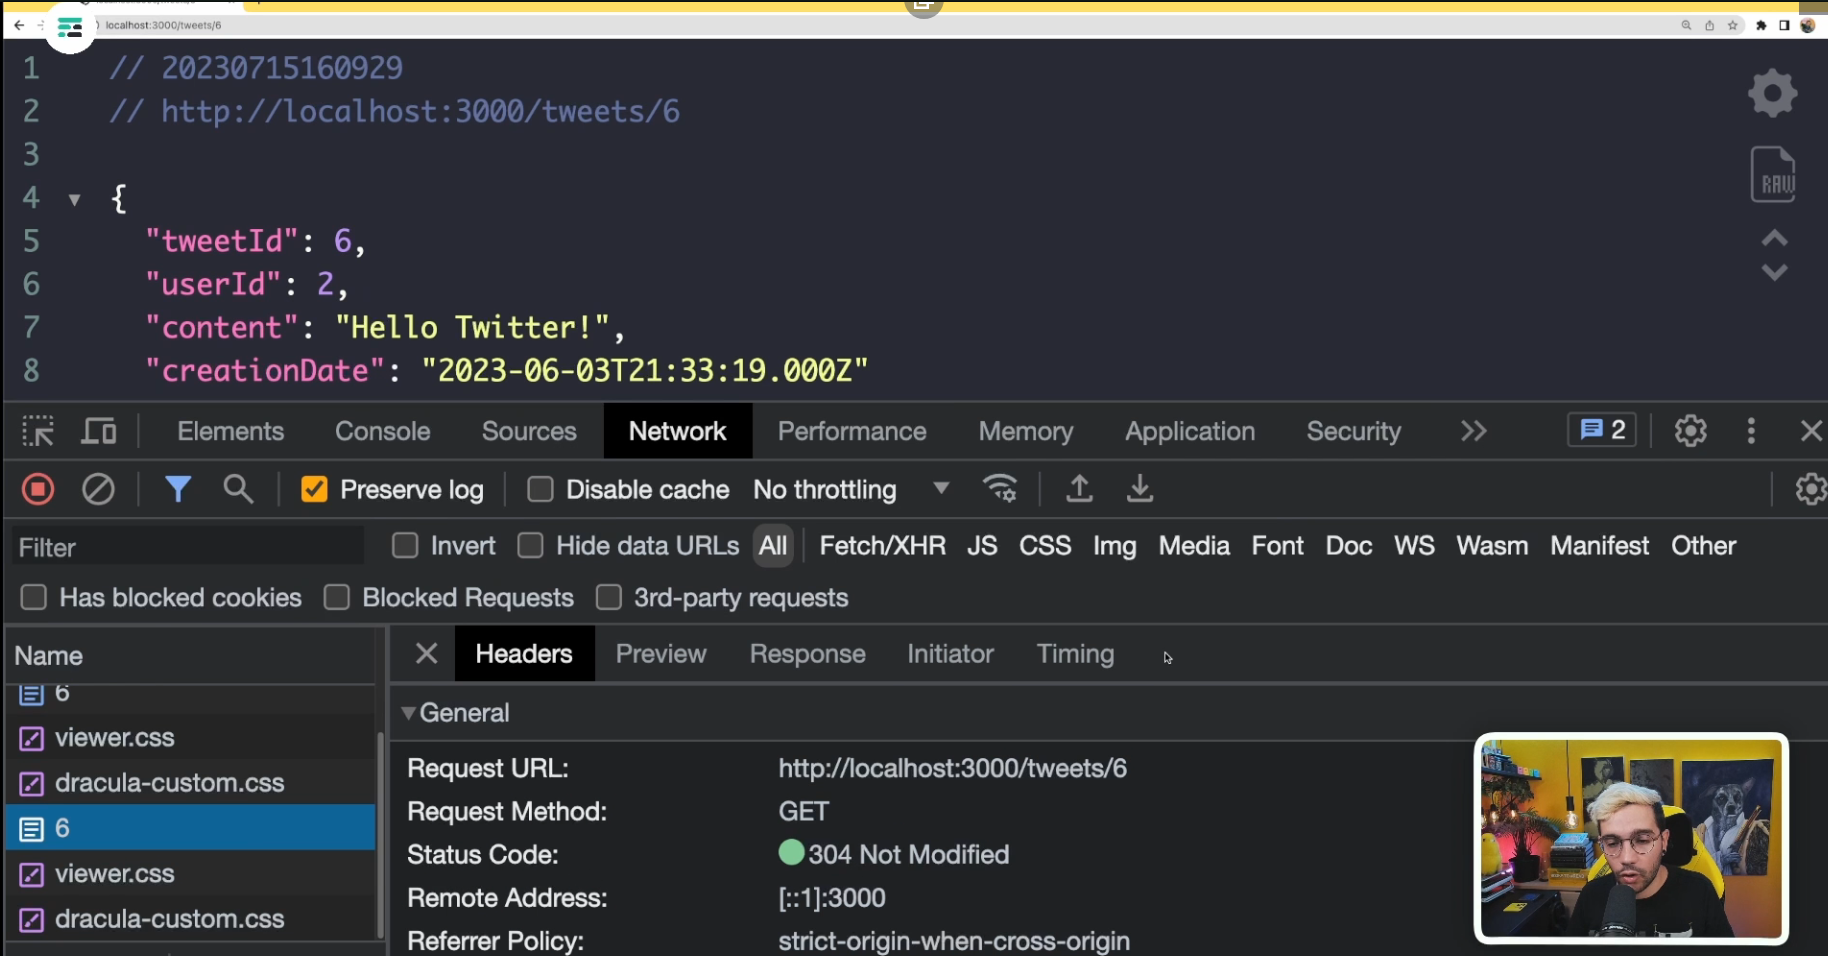 localhost:3000/tweets/6
1 // 20230715160929
2 // http://localhost:3000/tweets/6
3
4 ▼ {
5 "tweetId": 6,
6 "userId": 2,
7 "content": "Hello Twitter!",
8 "creationDate": "2023-06-03T21:33:19.000Z"
RAW
Elements Console Sources Network Performance Memory Application Security 2
Preserve log Disable cache No throttling
Filter Invert Hide data URLs All Fetch/XHR JS CSS Img Media Font Doc WS Wasm Manifest Other
Has blocked cookies Blocked Requests 3rd-party requests
Name
6
viewer.css
dracula-custom.css
6
viewer.css
dracula-custom.css
Headers Preview Response Initiator Timing
General
Request URL: http://localhost:3000/tweets/6
Request Method: GET
Status Code: 304 Not Modified
Remote Address: [::1]:3000
Referrer Policy: strict-origin-when-cross-origin